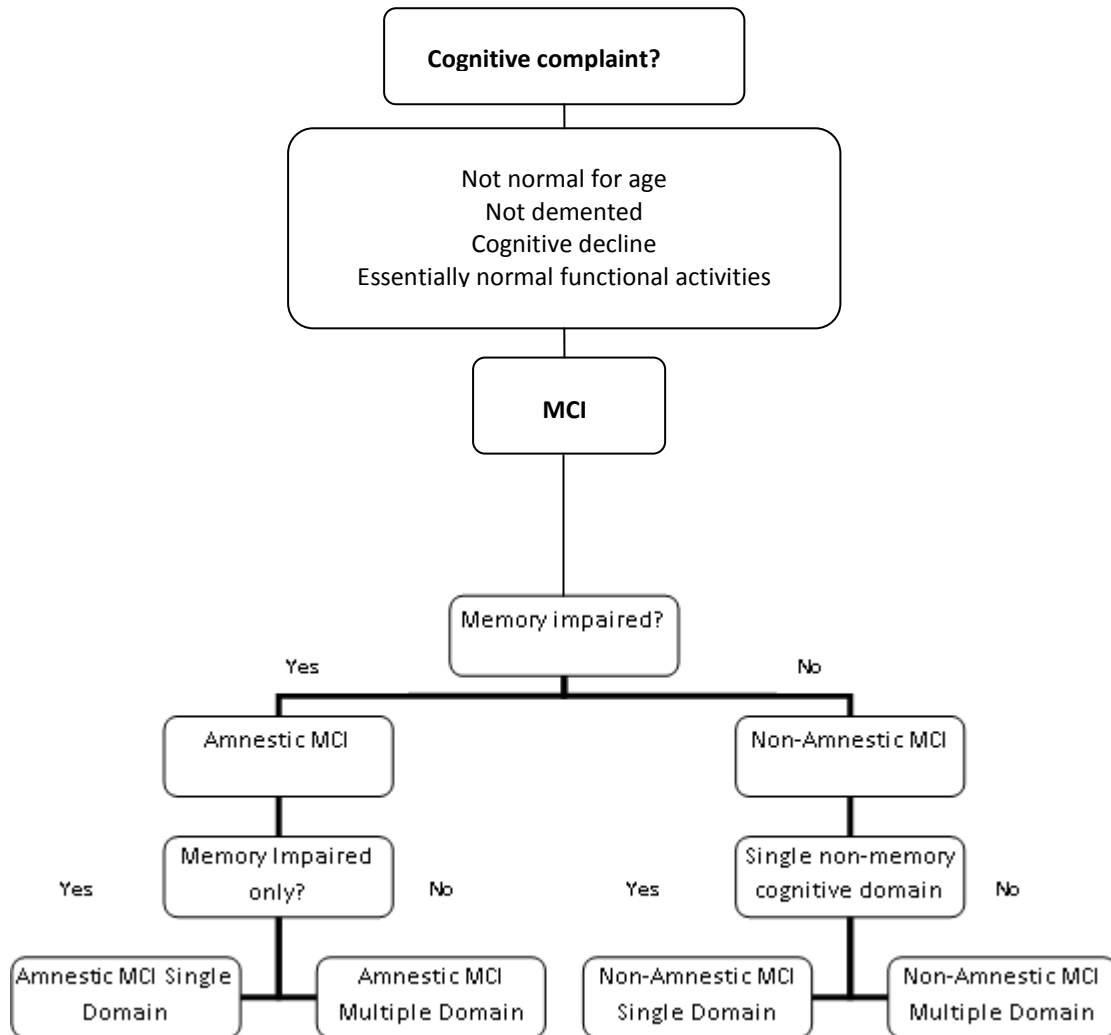 Cognitive complaint?
Not normal for age
Not demented
Cognitive decline
Essentially normal functional activities
MCI
Memory impaired?
Yes
No
Amnestic MCI
Non-Amnestic MCI
Memory Impaired
only?
Single non-memory
cognitive domain
Yes
No
Yes
No
Amnestic MCI Single
Domain
Amnestic MCI
Multiple Domain
Non-Amnestic MCI
Single Domain
Non-Amnestic MCI
Multiple Domain